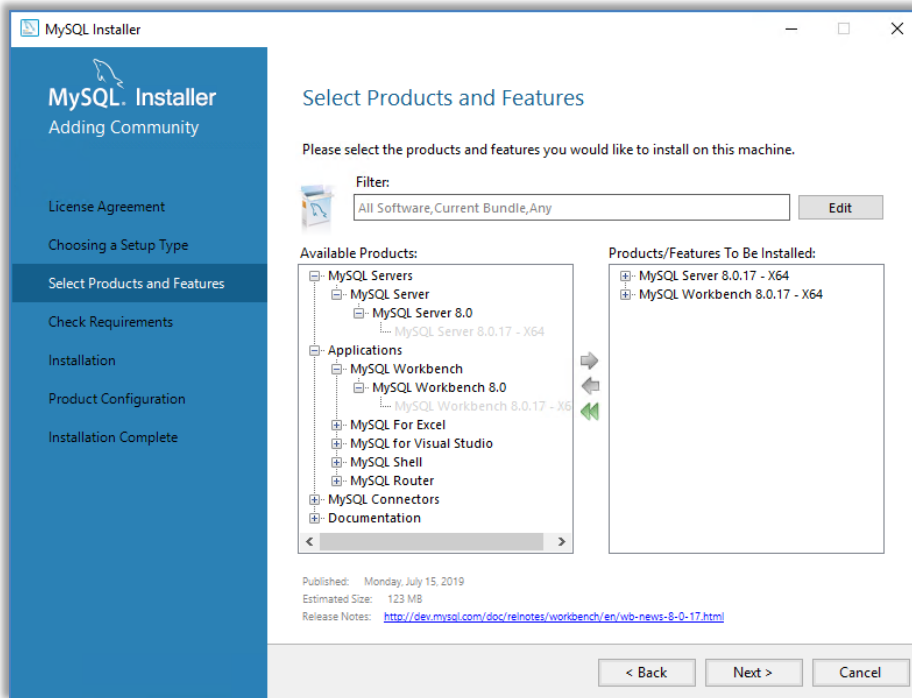 MySQL Installer
MySQL. Installer
Adding Community
License Agreement
Choosing a Setup Type
Select Products and Features
Check Requirements
Installation
Product Configuration
Installation Complete
Select Products and Features
Please select the products and features you would like to install on this machine.
Filter:
All Software,Current Bundle,Any
Edit
Available Products:
MySQL Servers
MySQL Server
MySQL Server 8.0
MySQL Server 8.0.17 - X64
Applications
MySQL Workbench
MySQL Workbench 8.0
MySQL Workbench 8.0.17 - X6
MySQL For Excel
MySQL for Visual Studio
MySQL Shell
MySQL Router
MySQL Connectors
Documentation
Products/Features To Be Installed:
MySQL Server 8.0.17 - X64
MySQL Workbench 8.0.17 - X64
Published: Monday, July 15, 2019
Estimated Size: 123 MB
Release Notes: http://dev.mysql.com/doc/relnotes/workbench/en/wb-news-8-0-17.html
< Back
Next >
Cancel